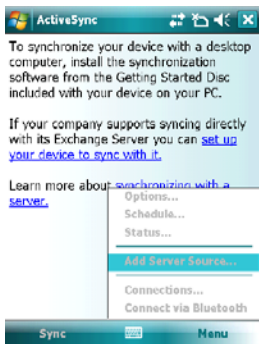 ActiveSync
To synchronize your device with a desktop
computer, install the synchronization
software from the Getting Started Disc
included with your device on your PC.
If your company supports syncing directly
with its Exchange Server you can set up
your device to sync with it.
Learn more about synchronizing with a
server.
Options...
Schedule...
Status...
Add Server Source...
Connections...
Connect via Bluetooth
Sync
Menu